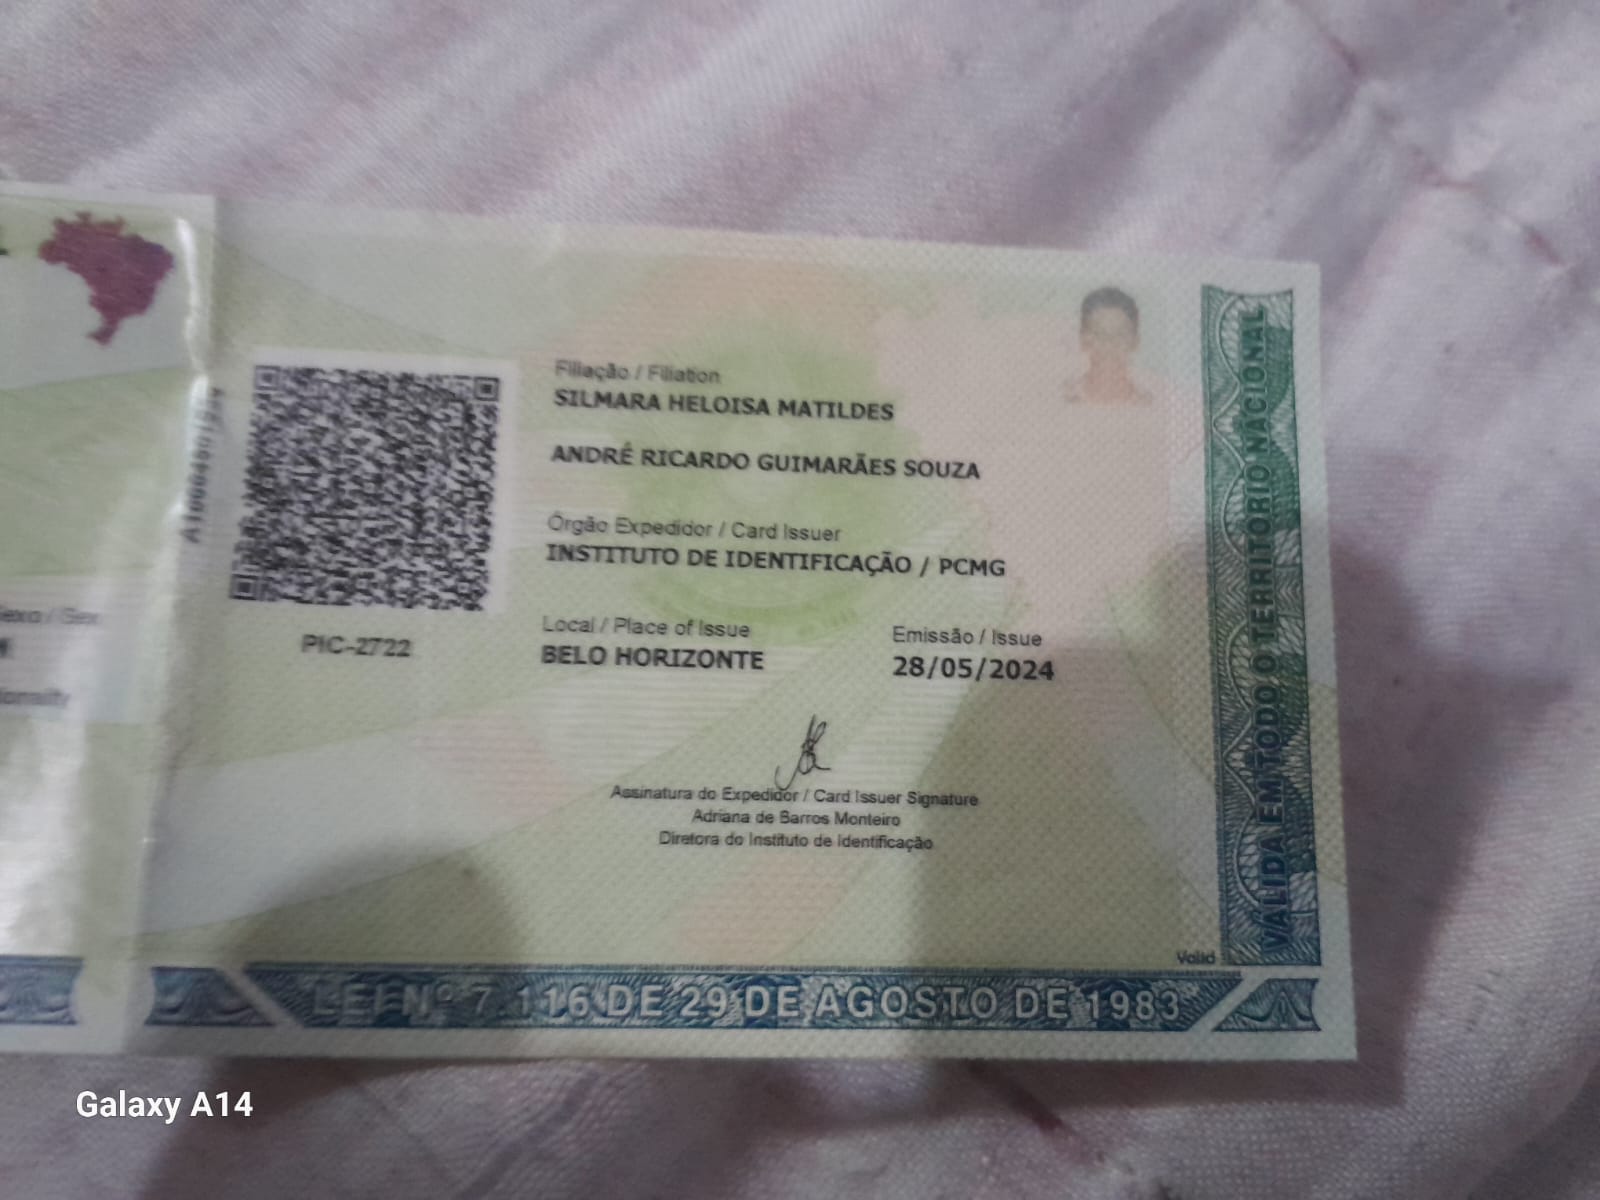 Filiação / Filiation
SILMARA HELOISA MATILDES
ANDRÉ RICARDO GUIMARÃES SOUZA
Órgão Expedidor / Card Issuer
INSTITUTO DE IDENTIFICAÇÃO / PCMG
PIC-2722
Local / Place of Issue
BELO HORIZONTE
Emissão / Issue
28/05/2024
Assinatura do Expedidor / Card Issuer Signature
Adriana de Barros Monteiro
Diretora do Instituto de Identificação
Valid
LEI Nº 7.116 DE 29 DE AGOSTO DE 1983
VÁLIDA EM TODO O TERRITÓRIO NACIONAL
Galaxy A14